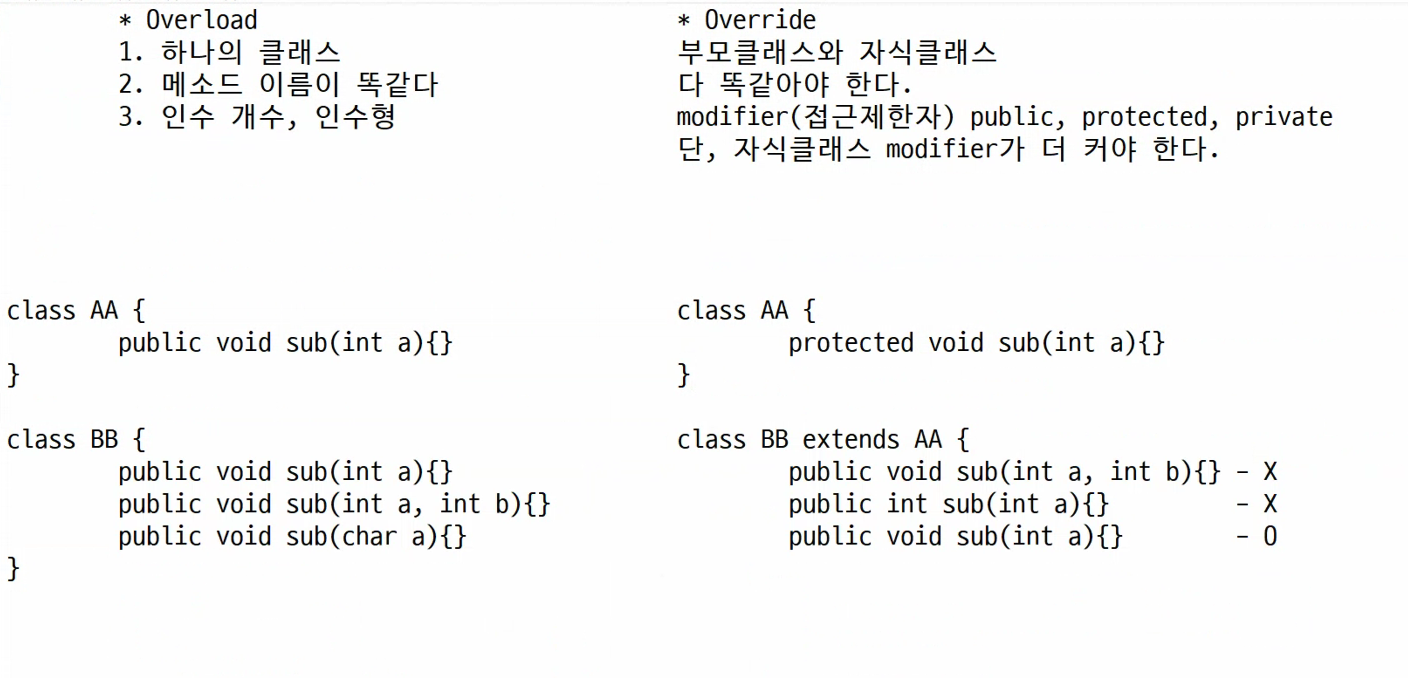 * Overload
1. 하나의 클래스
2. 메소드 이름이 똑같다
3. 인수 개수, 인수형
class AA {
public void sub(int a){}
}
class BB {
public void sub(int a){}
public void sub(int a, int b){}
public void sub(char a){}
}
* Override
부모클래스와 자식클래스
다 똑같아야 한다.
modifier(접근제한자) public, protected, private
단, 자식클래스 modifier가 더 커야 한다.
class AA {
protected void sub(int a){}
}
class BB extends AA {
public void sub(int a, int b){} - X
public int sub(int a){} - X
public void sub(int a){} - O